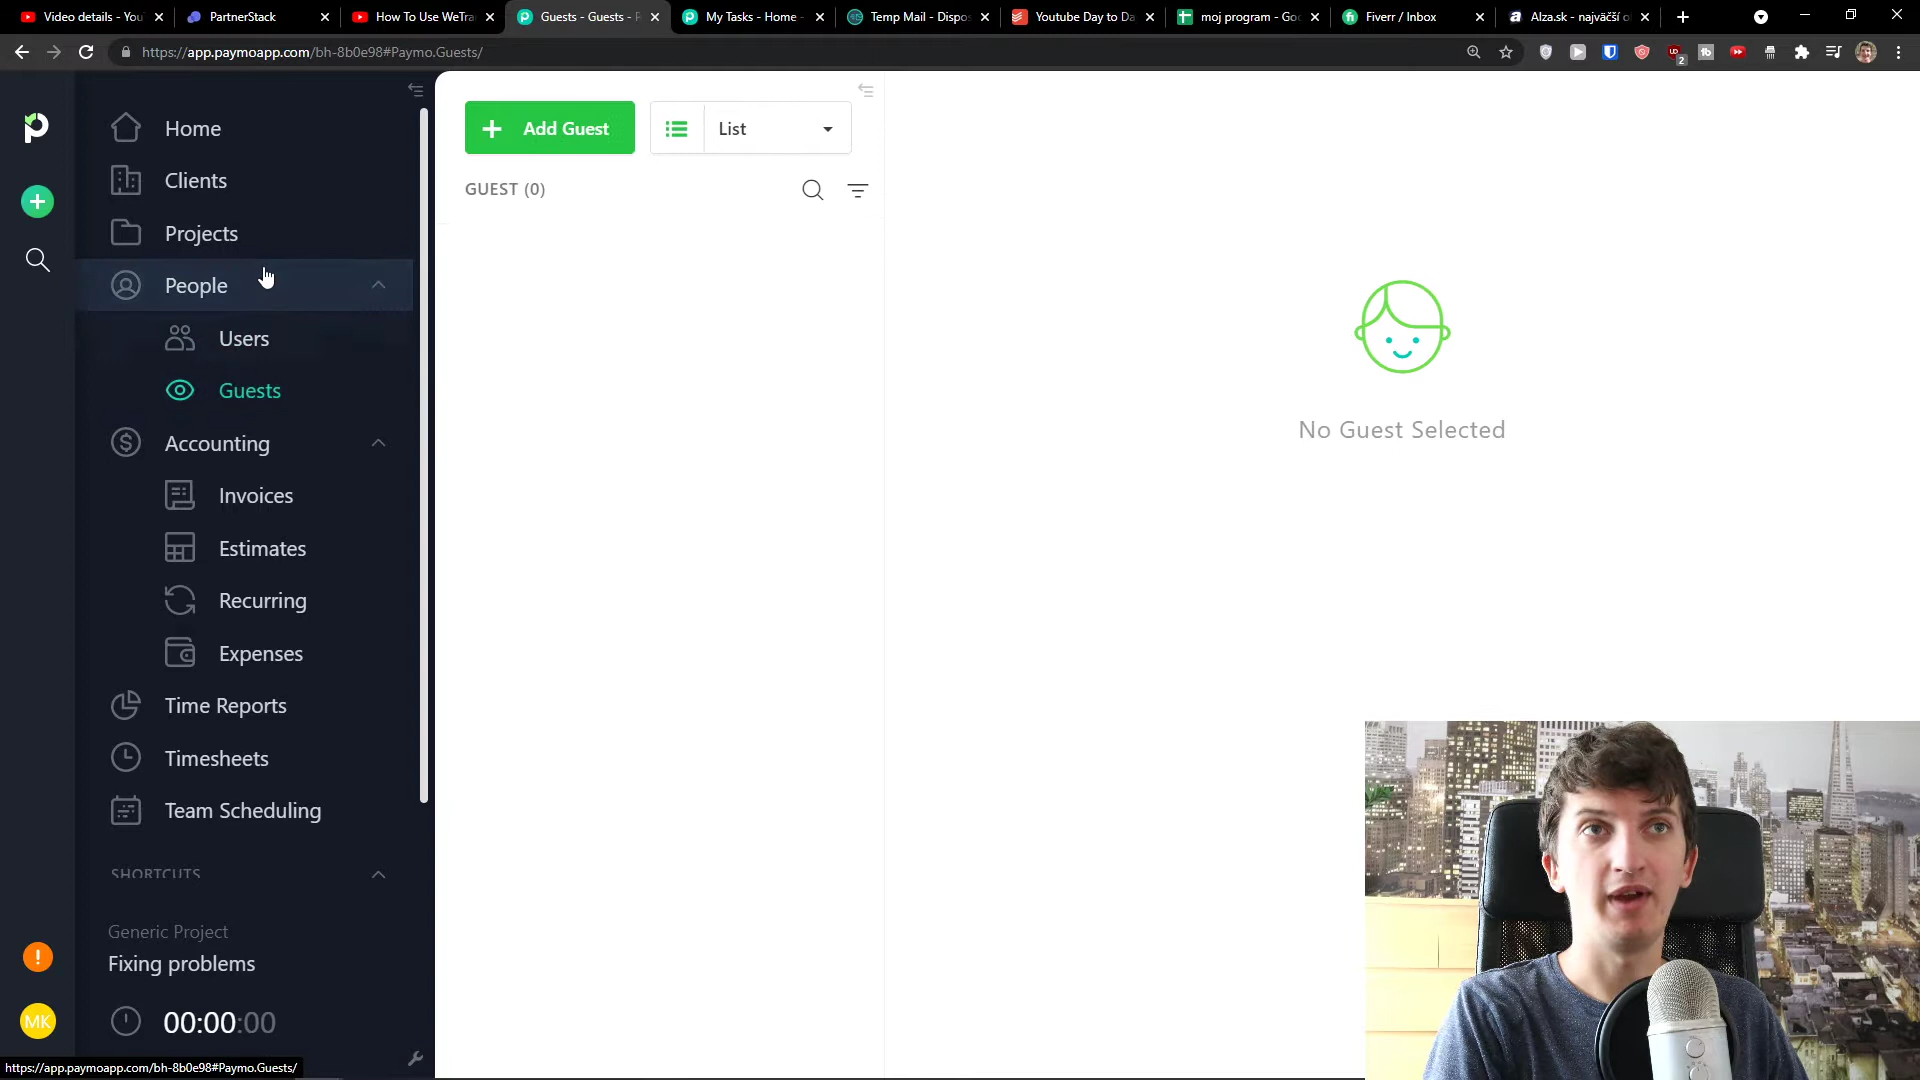 Video details - You
PartnerStack
How To Use WeTra
Guests - Guests - P
My Tasks - Home -
Temp Mail - Dispos
Youtube Day to Da
moj program - Goo
Fiverr / Inbox
Alza.sk - najväčší o
https://app.paymoapp.com/bh-8b0e98#Paymo.Guests/
2
Home
Clients
Projects
People
Users
Guests
Accounting
Invoices
Estimates
Recurring
Expenses
Time Reports
Timesheets
Team Scheduling
SHORTCUTS
Generic Project
Fixing problems
00:00:00
MK
https://app.paymoapp.com/bh-8b0e98#Paymo.Guests/
+ Add Guest
List
GUEST (0)
No Guest Selected